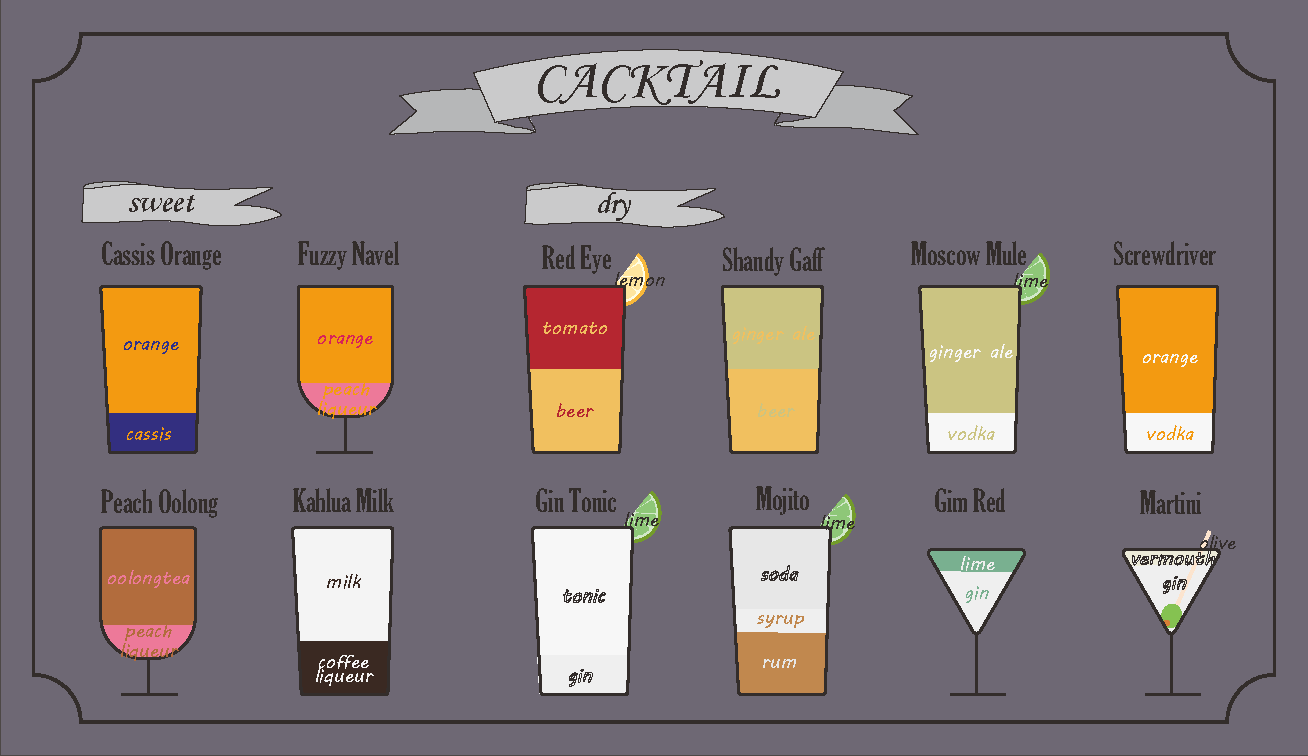 CACKTAIL
sweet
dry
Cassis Orange
orange
cassis
Fuzzy Navel
orange
peach
liqueur
Red Eye
lemon
tomato
beer
Shandy Gaff
ginger ale
beer
Moscow Mule
lime
ginger ale
vodka
Screwdriver
orange
vodka
Peach Oolong
oolongtea
peach
liqueur
Kahlua Milk
milk
coffee
liqueur
Gin Tonic
lime
tonic
gin
Mojito
lime
soda
syrup
rum
Gim Red
lime
gin
Martini
olive
vermouth
gin